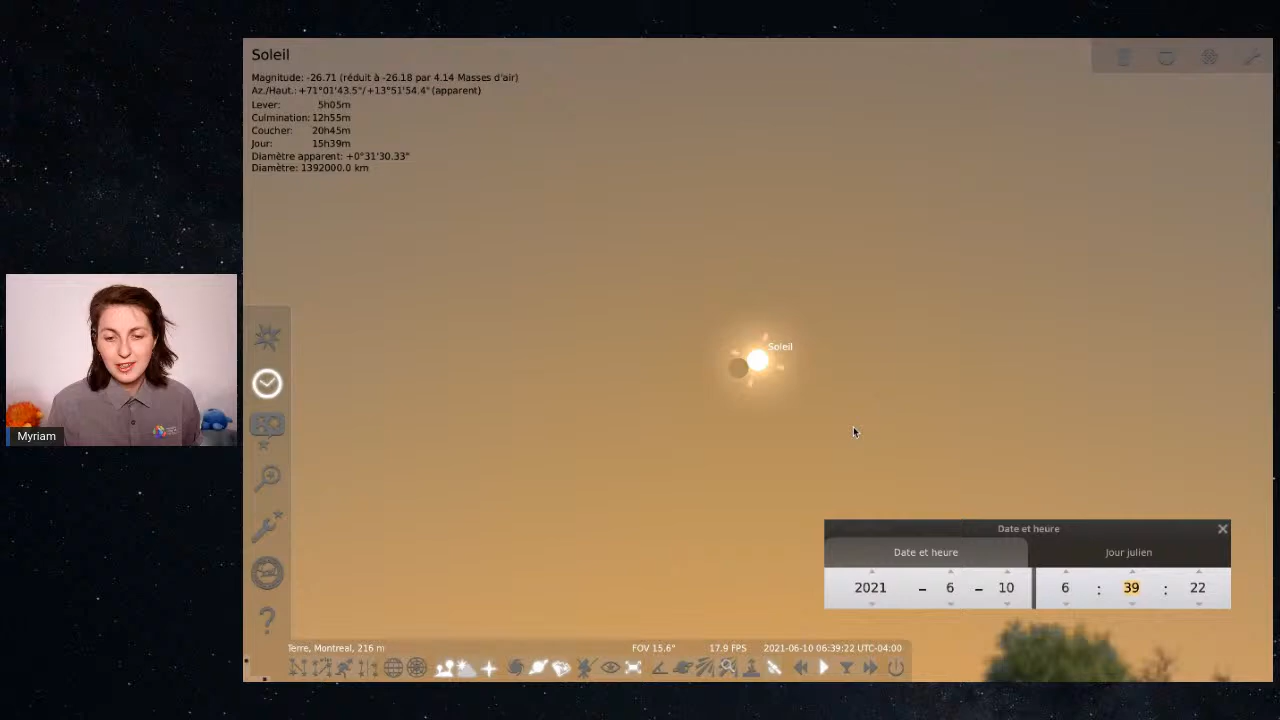 Soleil
Magnitude: -26.71 (réduit à -26.18 par 4.14 Masses d'air)
Az./Haut.: +71°01'43.5"/+13°51'54.4" (apparent)
Lever: 5h05m
Culmination: 12h55m
Coucher: 20h45m
Jour: 15h39m
Diamètre apparent: +0°31'30.33"
Diamètre: 1392000.0 km
Soleil
Myriam
Date et heure
Date et heure Jour julien
2021 – 6 – 10 6 : 39 : 22
Terre, Montreal, 216 m FOV 15.6° 17.9 FPS 2021-06-10 06:39:22 UTC-04:00